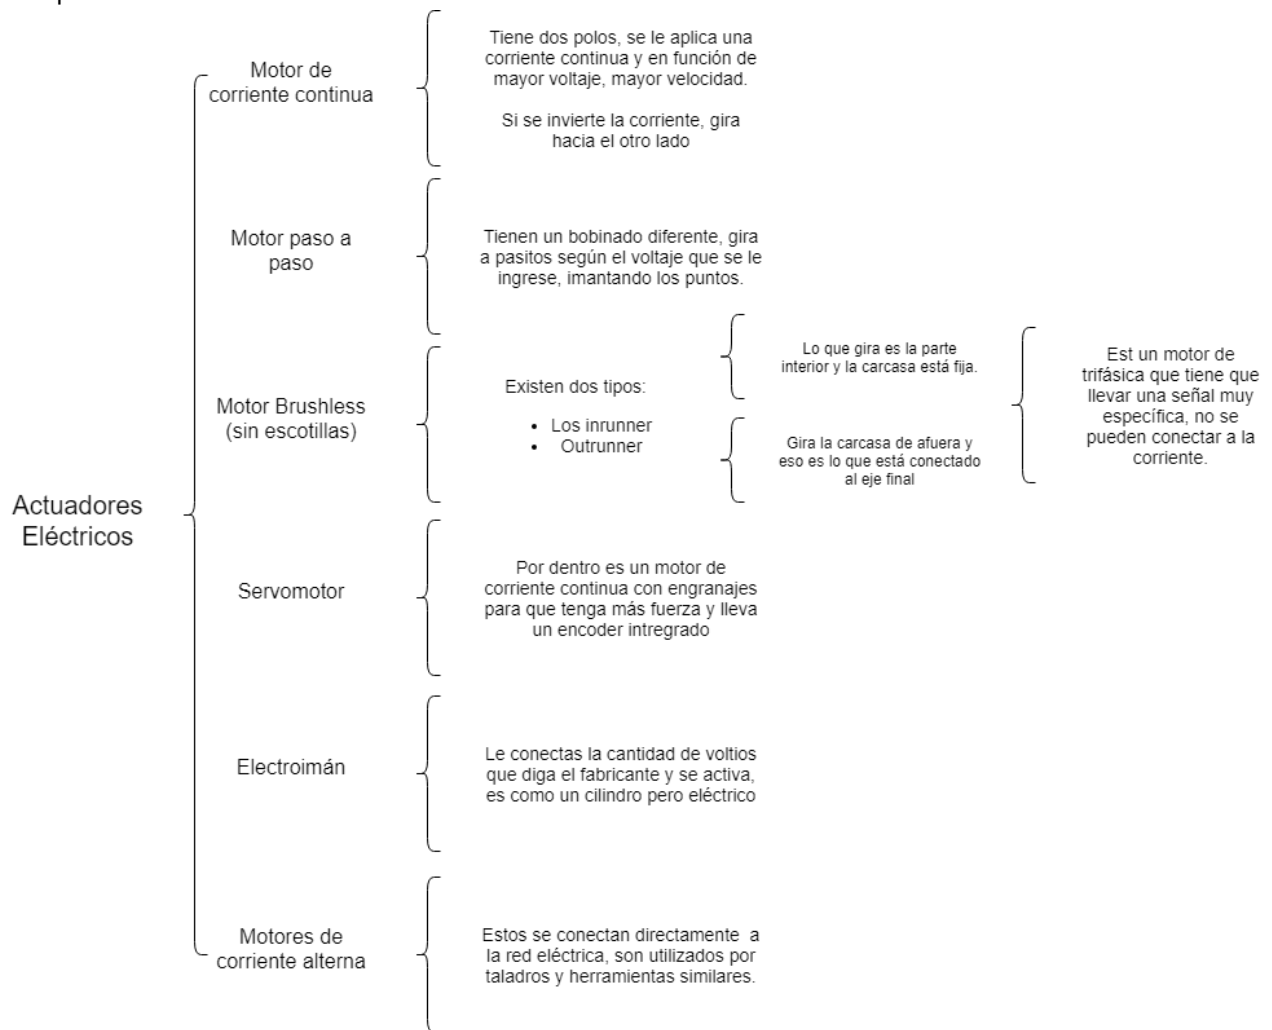 Actuadores
Eléctricos
Motor de
corriente continua
Tiene dos polos, se le aplica una
corriente continua y en función de
mayor voltaje, mayor velocidad.
Si se invierte la corriente, gira
hacia el otro lado
Motor paso a
paso
Tienen un bobinado diferente, gira
a pasitos según el voltaje que se le
ingrese, imantando los puntos.
Motor Brushless
(sin escotillas)
Existen dos tipos:
• Los inrunner
• Outrunner
Lo que gira es la parte
interior y la carcasa está fija.
Gira la carcasa de afuera y
eso es lo que está conectado
al eje final
Est un motor de
trifásica que tiene que
llevar una señal muy
específica, no se
pueden conectar a la
corriente.
Servomotor
Por dentro es un motor de
corriente continua con engranajes
para que tenga más fuerza y lleva
un encoder intregrado
Electroimán
Le conectas la cantidad de voltios
que diga el fabricante y se activa,
es como un cilindro pero eléctrico
Motores de
corriente alterna
Estos se conectan directamente a
la red eléctrica, son utilizados por
taladros y herramientas similares.